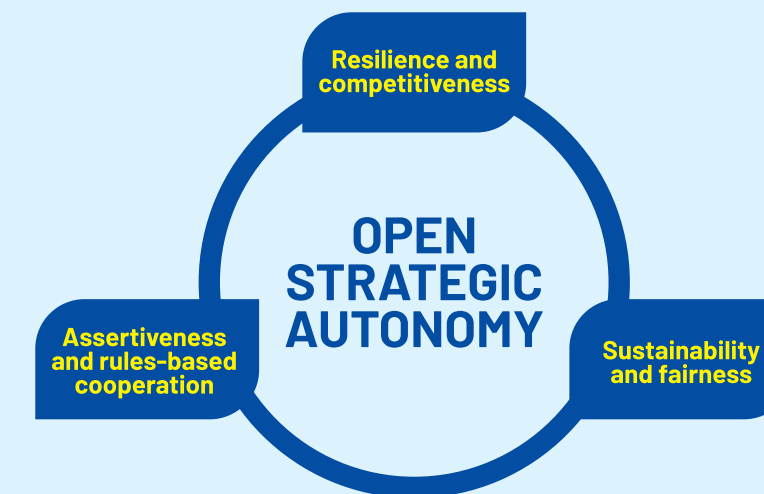 Resilience and
competitiveness
OPEN
STRATEGIC
AUTONOMY
Assertiveness
and rules-based
cooperation
Sustainability
and fairness